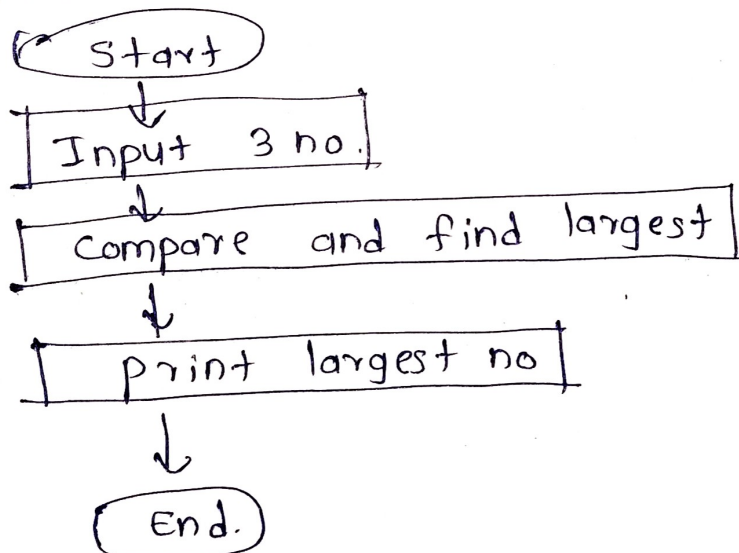 Start
Input 3 no.
Compare and find largest
print largest no
End.